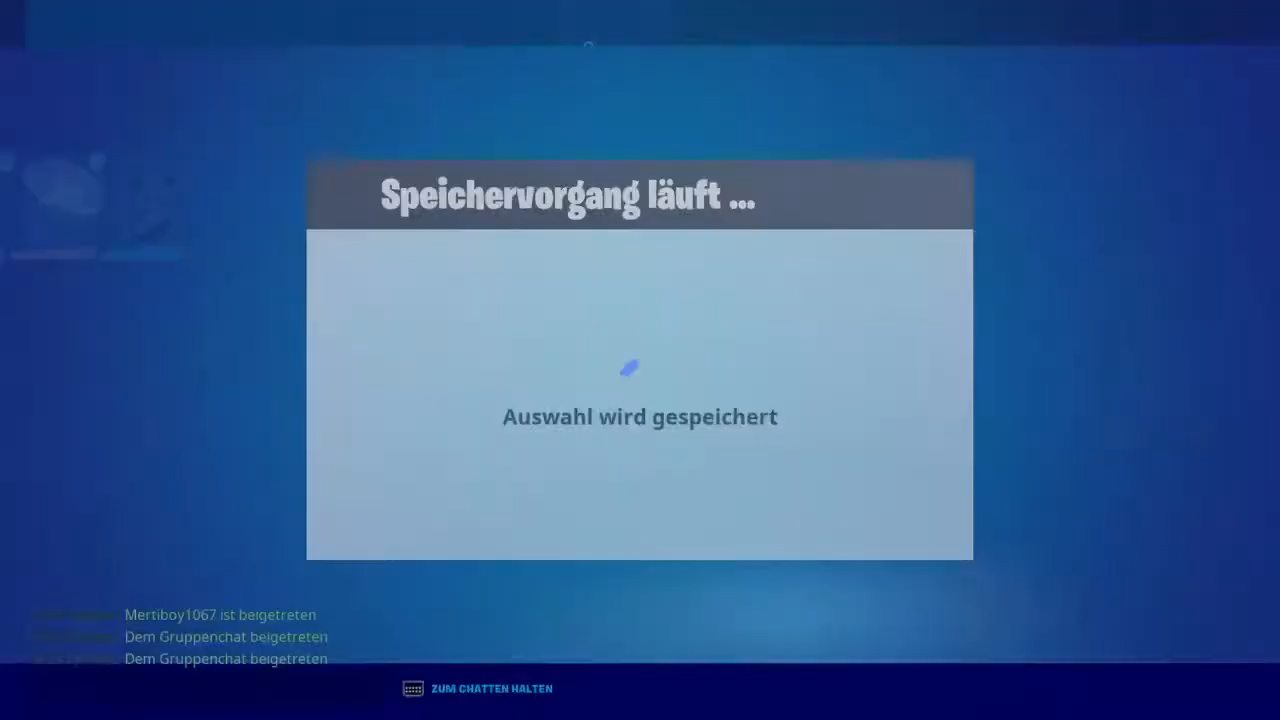 Speichervorgang läuft ...
Auswahl wird gespeichert
Mertiboy1067 ist beigetreten
Dem Gruppenchat beigetreten
Dem Gruppenchat beigetreten
ZUM CHATTEN HALTEN